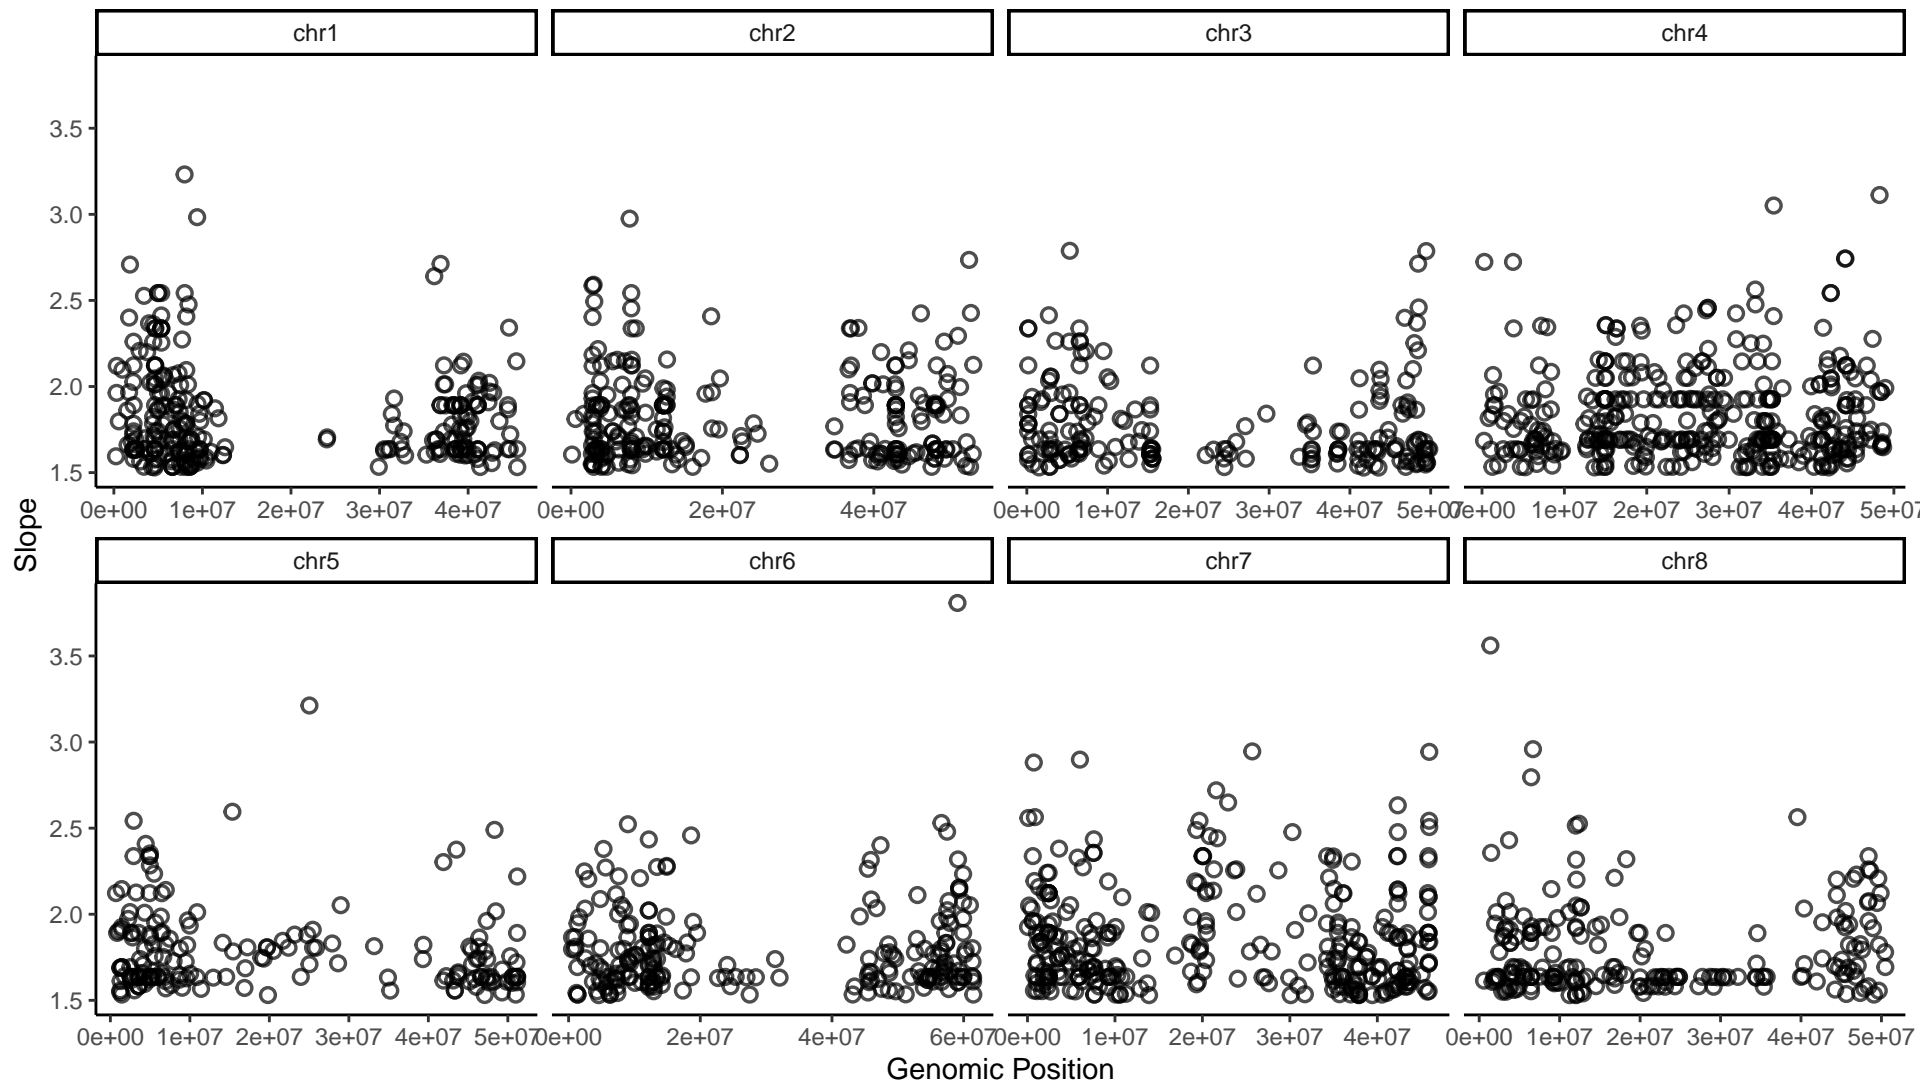 chr1 chr2 chr3 chr4
3.5
3.0
2.5
2.0
1.5
0e+00 1e+07 2e+07 3e+07 4e+07 0e+00 2e+07 4e+07 0e+00 1e+07 2e+07 3e+07 4e+07 5e+07 0e+00 1e+07 2e+07 3e+07 4e+07 5e+07
Slope
chr5 chr6 chr7 chr8
3.5
3.0
2.5
2.0
1.5
0e+00 1e+07 2e+07 3e+07 4e+07 5e+07 0e+00 2e+07 4e+07 6e+07 0e+00 1e+07 2e+07 3e+07 4e+07 0e+00 1e+07 2e+07 3e+07 4e+07 5e+07
Genomic Position